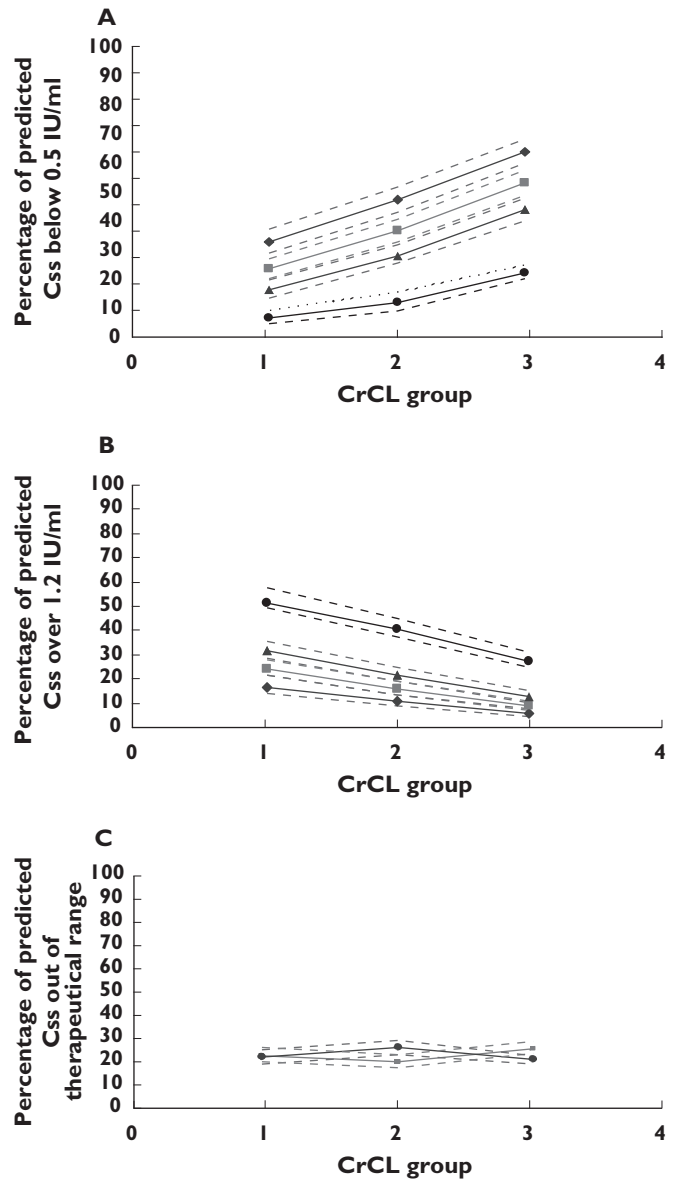 A
Percentage of predicted
Css below 0.5 IU/ml
100
90
80
70
60
50
40
30
20
10
0
0 1 2 3 4
CrCL group
B
Percentage of predicted
Css over 1.2 IU/ml
100
90
80
70
60
50
40
30
20
10
0
0 1 2 3 4
CrCL group
C
Percentage of predicted
Css out of
therapeutical range
100
90
80
70
60
50
40
30
20
10
0
0 1 2 3 4
CrCL group